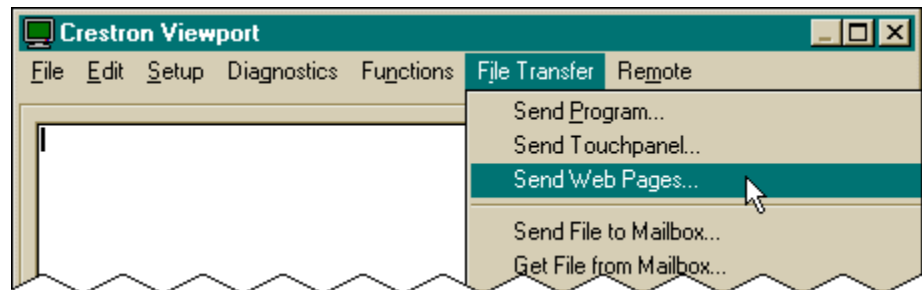 Crestron Viewport
File Edit Setup Diagnostics Functions File Transfer Remote
Send Program...
Send Touchpanel...
Send Web Pages...
Send File to Mailbox...
Get File from Mailbox...